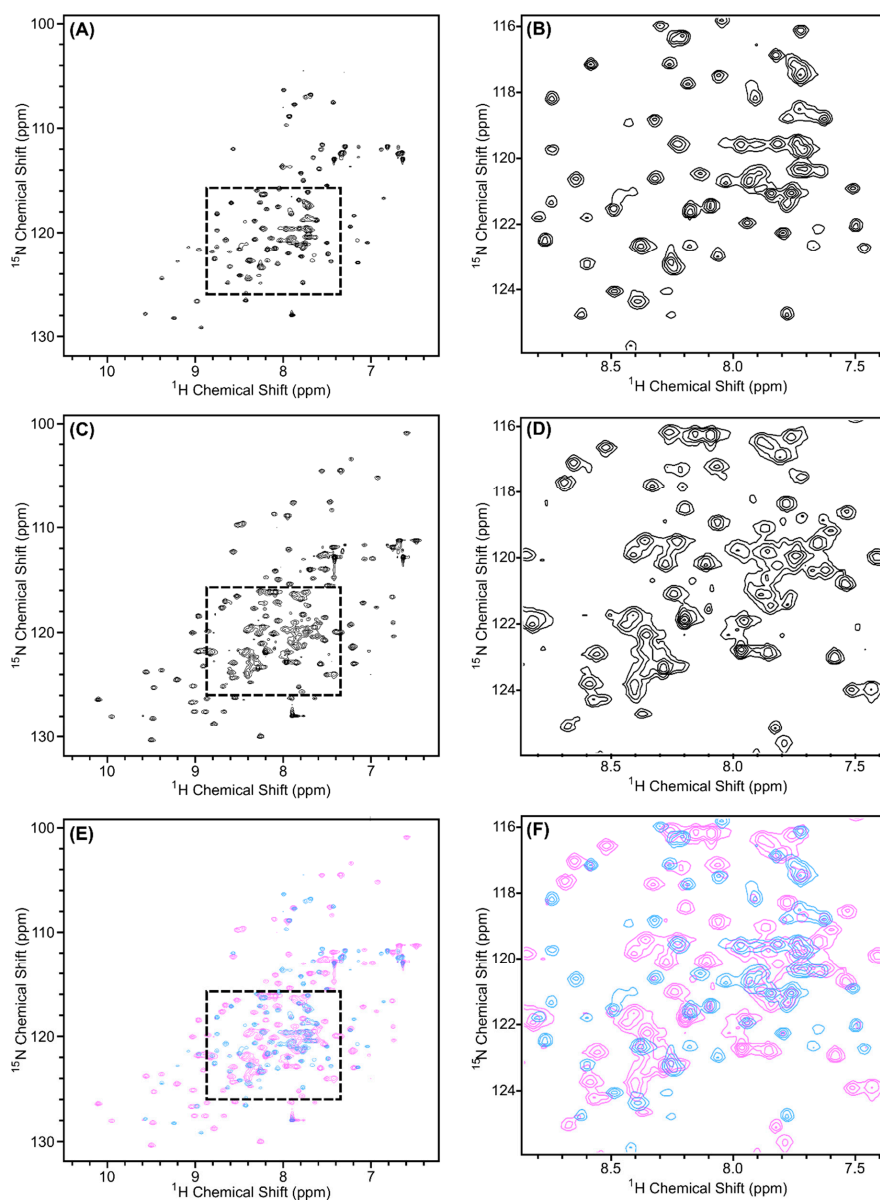 (A)
100
110
120
130
¹⁵N Chemical Shift (ppm)
10 9 8 7
¹H Chemical Shift (ppm)
(B)
116
118
120
122
124
¹⁵N Chemical Shift (ppm)
8.5 8.0 7.5
¹H Chemical Shift (ppm)
(C)
100
110
120
130
¹⁵N Chemical Shift (ppm)
10 9 8 7
¹H Chemical Shift (ppm)
(D)
116
118
120
122
124
¹⁵N Chemical Shift (ppm)
8.5 8.0 7.5
¹H Chemical Shift (ppm)
(E)
100
110
120
130
¹⁵N Chemical Shift (ppm)
10 9 8 7
¹H Chemical Shift (ppm)
(F)
116
118
120
122
124
¹⁵N Chemical Shift (ppm)
8.5 8.0 7.5
¹H Chemical Shift (ppm)